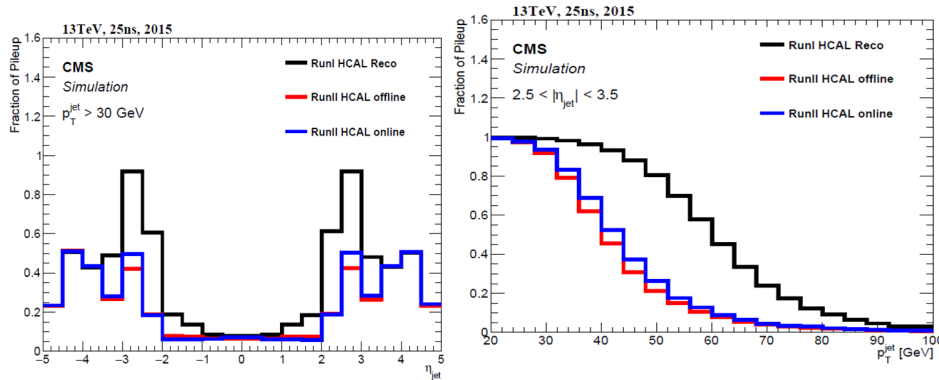 13TeV, 25ns, 2015
Fraction of Pileup
1.6
1.4
1.2
1
0.8
0.6
0.4
0.2
0
CMS
Simulation
p_T^jet > 30 GeV
RunI HCAL Reco
RunII HCAL offline
RunII HCAL online
−5 −4 −3 −2 −1 0 1 2 3 4 5
η_jet
13TeV, 25ns, 2015
Fraction of Pileup
1.6
1.4
1.2
1
0.8
0.6
0.4
0.2
0
CMS
Simulation
2.5 < |η_jet| < 3.5
RunI HCAL Reco
RunII HCAL offline
RunII HCAL online
20 30 40 50 60 70 80 90 100
p_T^jet [GeV]